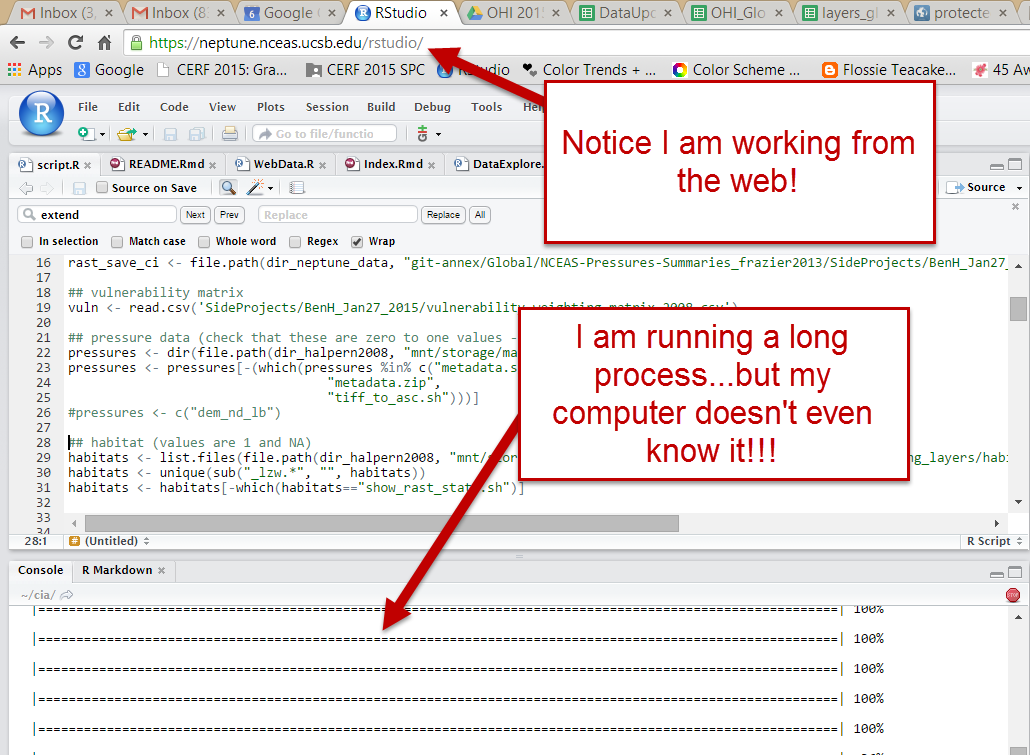 Inbox (3, Inbox (8 Google ( RStudio OHI 201 DataUpd OHI_Glo layers_gl protecte
https://neptune.nceas.ucsb.edu/rstudio/
Apps Google CERF 2015: Gra... CERF 2015 SPC RStudio Color Trends + ... Color Scheme ... Flossie Teacake... 45 Aw
R File Edit Code View Plots Session Build Debug Tools Hel
Go to file/functio
Notice I am working from
the web!
script.R README.Rmd WebData.R Index.Rmd DataExplore.
Source on Save Source
extend Next Prev Replace Replace All
In selection Match case Whole word Regex Wrap
16 rast_save_ci <- file.path(dir_neptune_data, "git-annex/Global/NCEAS-Pressures-Summaries_frazier2013/SideProjects/BenH_Jan27_
17
18 ## vulnerability matrix
19 vuln <- read.csv('SideProjects/BenH_Jan27_2015/vulnerability_weighting_matrix_2008.csv')
20
21 ## pressure data (check that these are zero to one values -
22 pressures <- dir(file.path(dir_halpern2008, "mnt/storage/ma
23 pressures <- pressures[-(which(pressures %in% c("metadata.s
24 "metadata.zip",
25 "tiff_to_asc.sh")))]
26 #pressures <- c("dem_nd_lb")
27
28 ## habitat (values are 1 and NA)
29 habitats <- list.files(file.path(dir_halpern2008, "mnt/stor ng_layers/habi
30 habitats <- unique(sub("_lzw.*", "", habitats))
31 habitats <- habitats[-which(habitats=="show_rast_stats.sh")]
32
33
34
I am running a long
process...but my
computer doesn't even
know it!!!
28:1 # (Untitled) R Script
Console R Markdown
~/cia/ STOP
|==========================================================================================| 100%
|==========================================================================================| 100%
|==========================================================================================| 100%
|==========================================================================================| 100%
|==========================================================================================| 100%